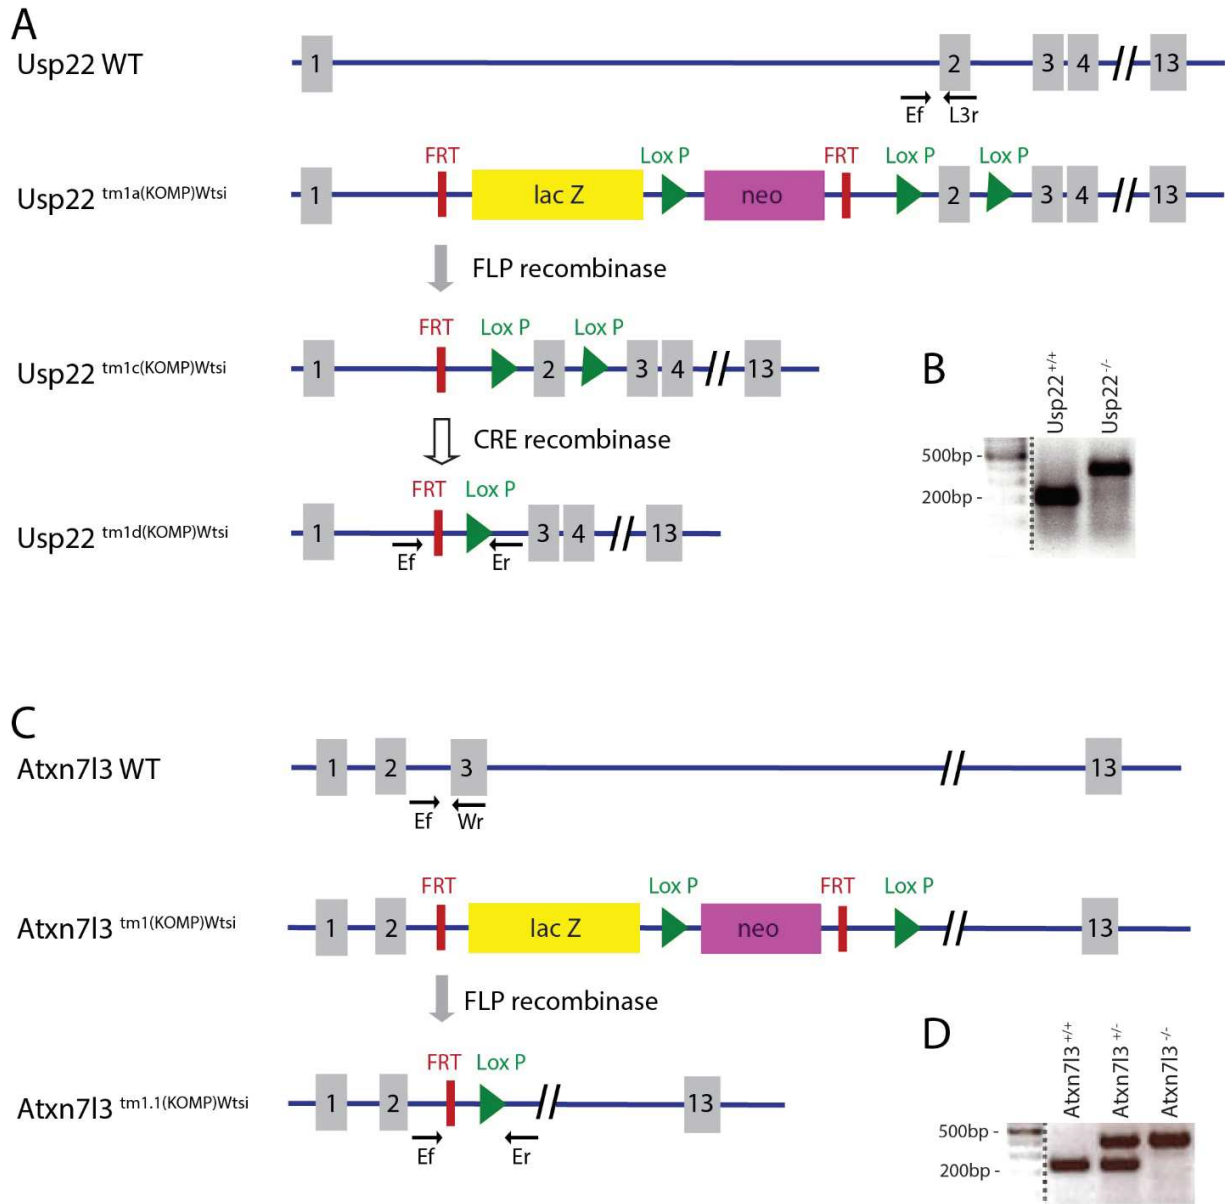 A
Usp22 WT
1 2 3 4 // 13
Ef L3r
FRT Lox P FRT Lox P Lox P
Usp22 tm1a(KOMP)Wtsi
1 lac Z neo 2 3 4 // 13
FLP recombinase
FRT Lox P Lox P
Usp22 tm1c(KOMP)Wtsi
1 2 3 4 // 13
CRE recombinase
FRT Lox P
Usp22 tm1d(KOMP)Wtsi
1 3 4 // 13
Ef Er
B
Usp22+/+
Usp22-/-
500bp -
200bp -
C
Atxn7l3 WT
1 2 3 // 13
Ef Wr
FRT Lox P FRT Lox P
Atxn7l3 tm1(KOMP)Wtsi
1 2 lac Z neo // 13
FLP recombinase
FRT Lox P
Atxn7l3 tm1.1(KOMP)Wtsi
1 2 // 13
Ef Er
D
Atxn7l3 +/+
Atxn7l3 +/-
Atxn7l3 -/-
500bp -
200bp -